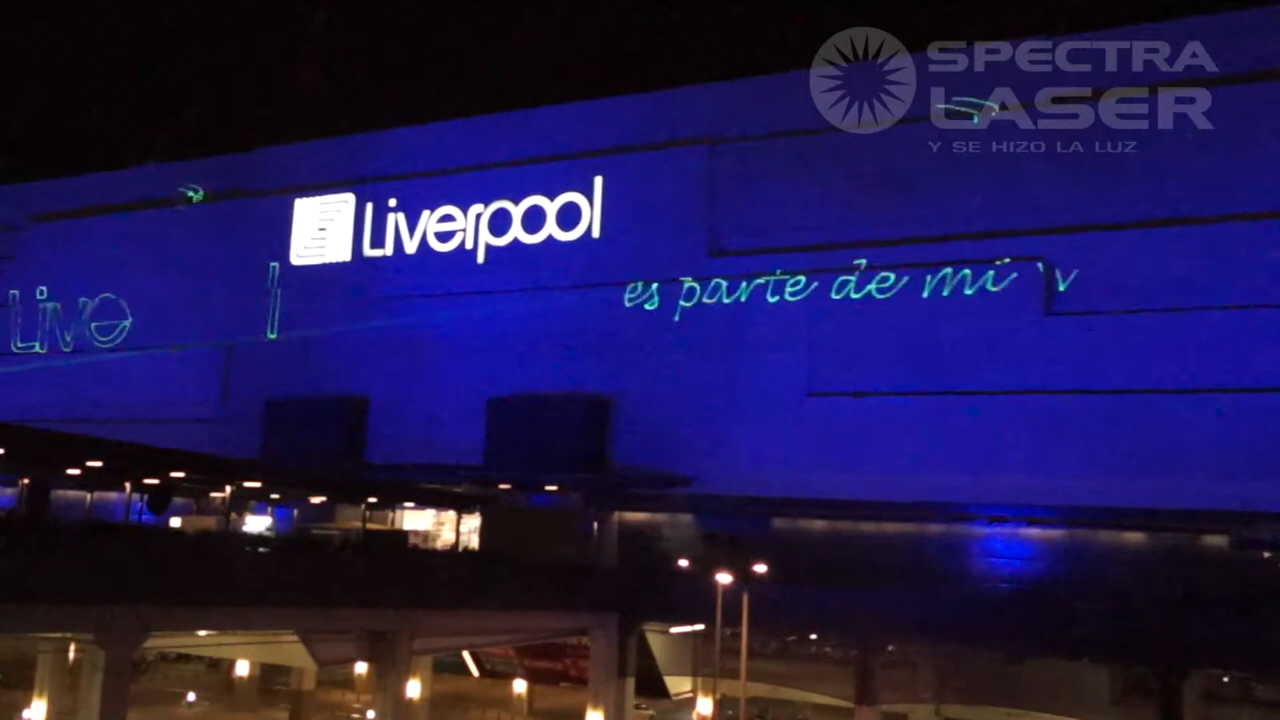 SPECTRA
LASER
Y SE HIZO LA LUZ
Liverpool
Live l
es parte de mi v